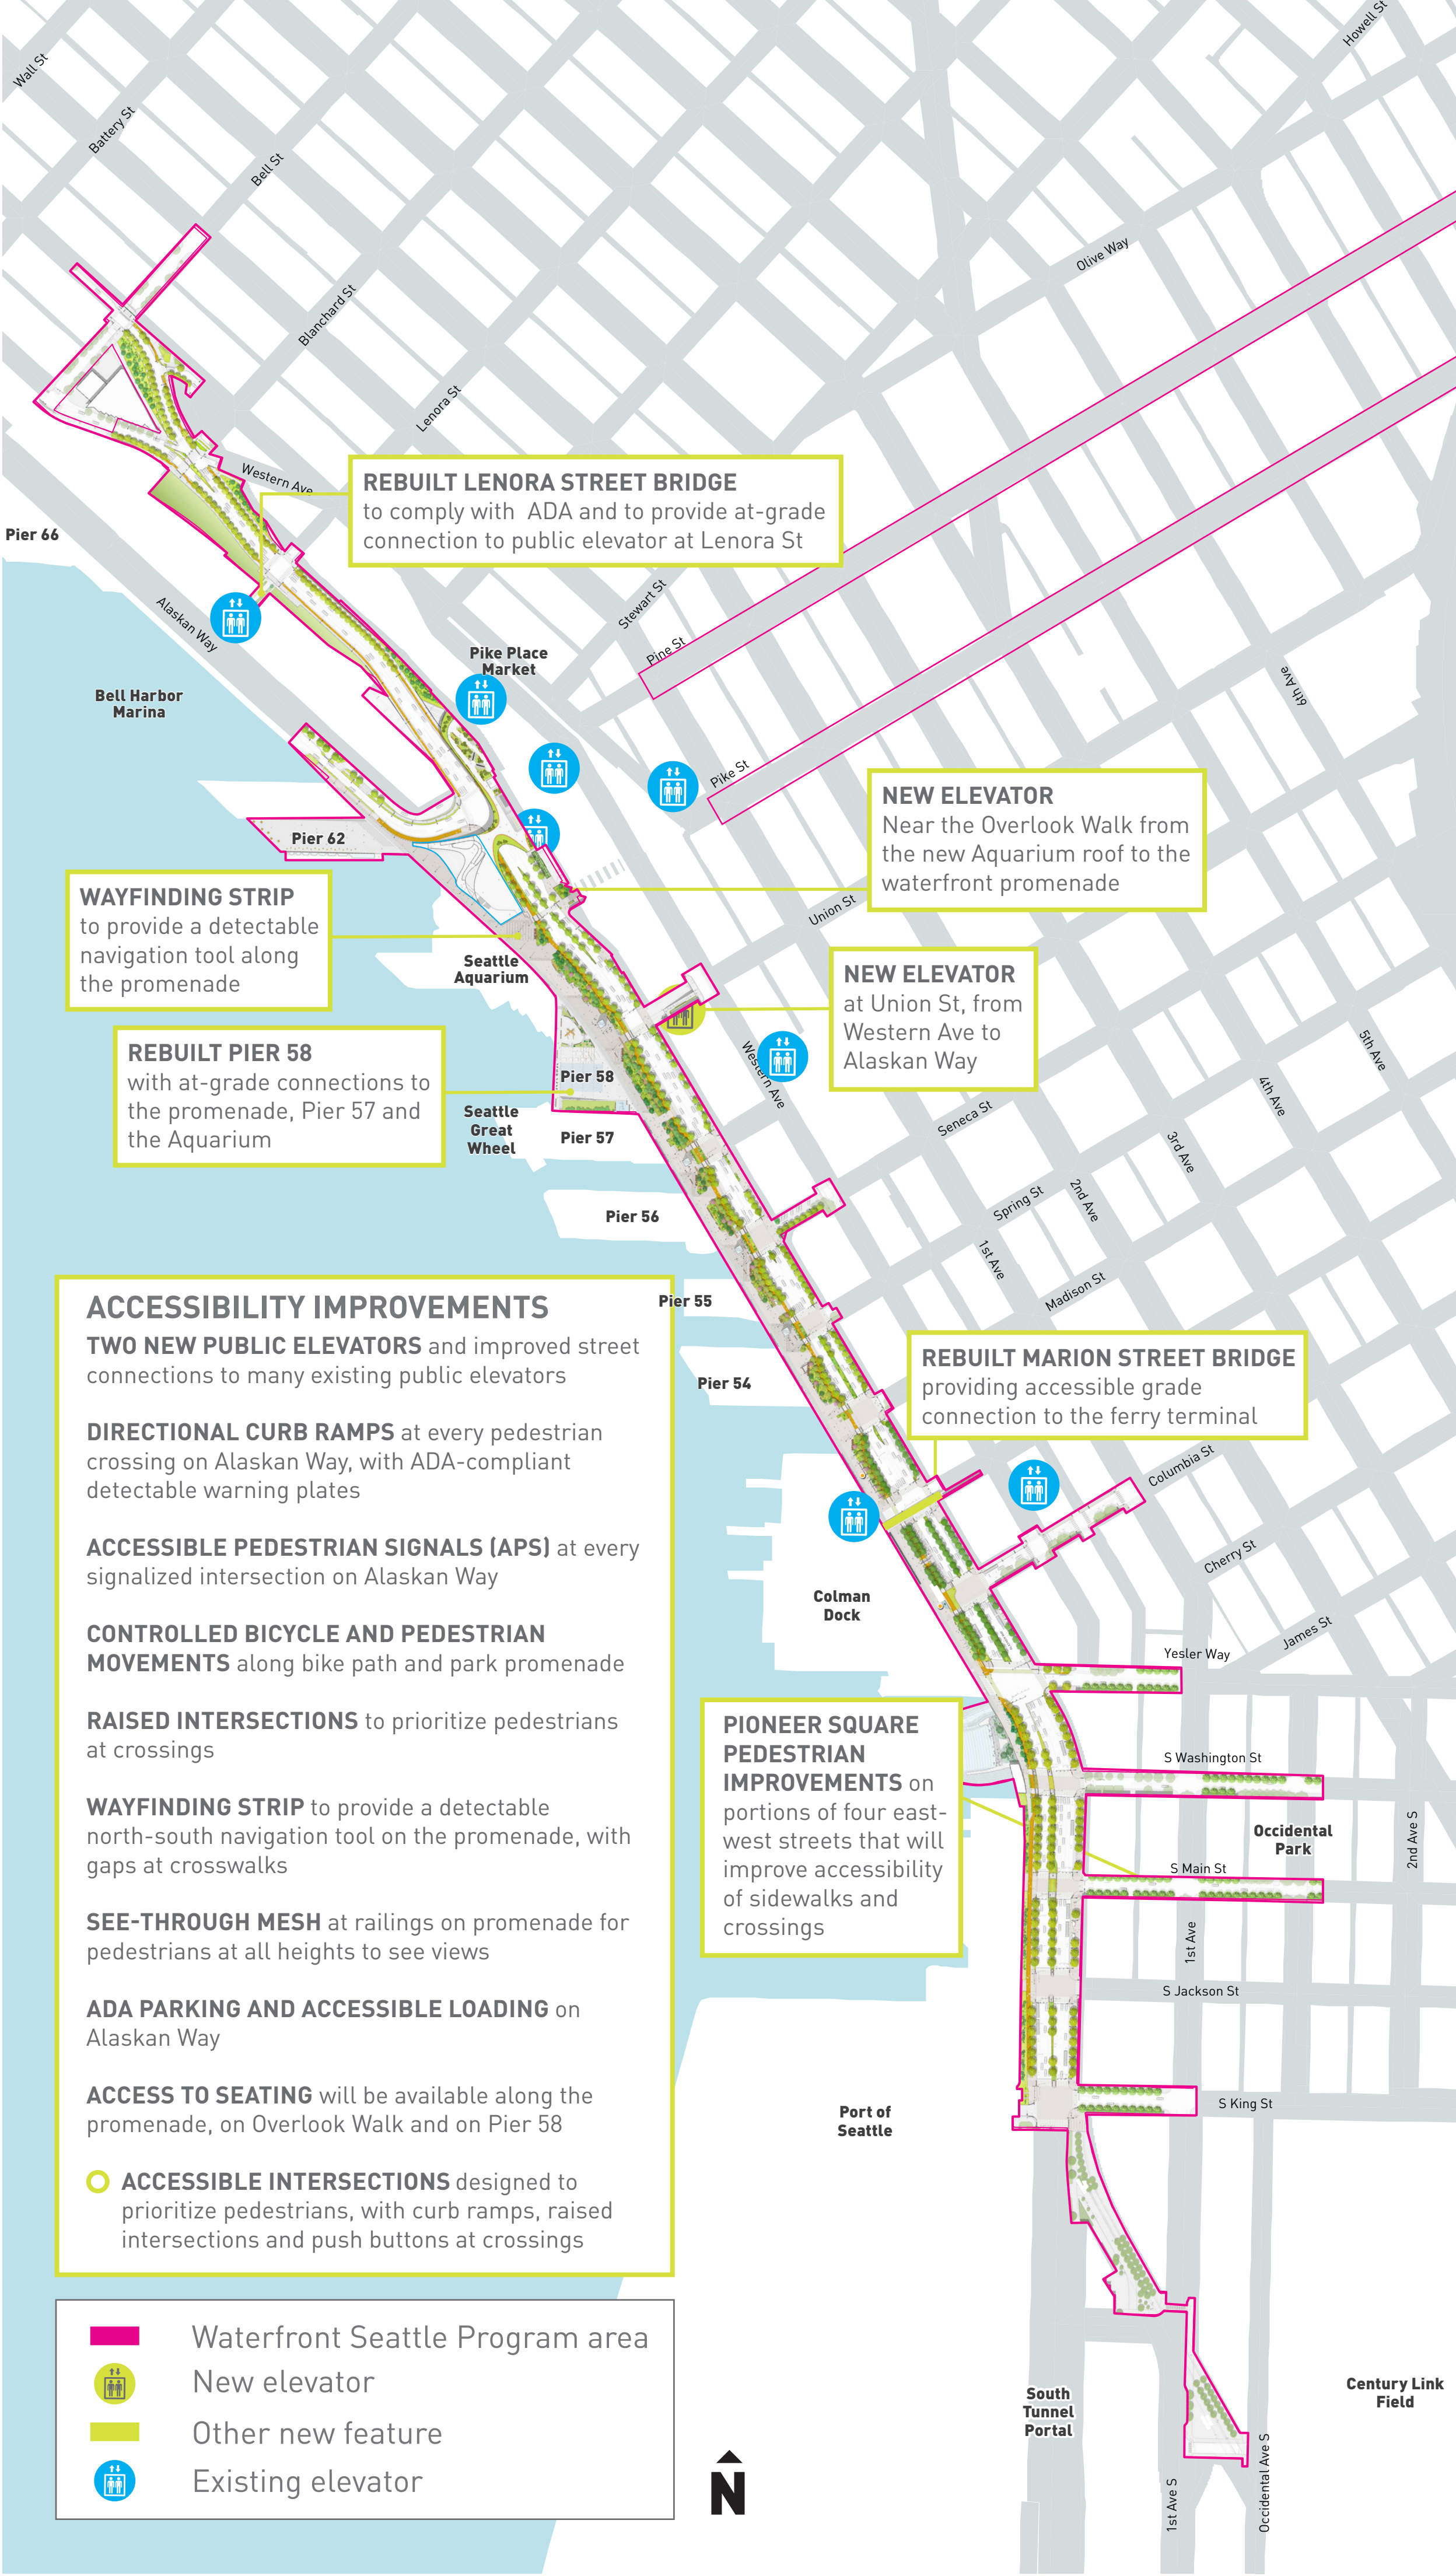 Howell St
Wall St
Battery St
Bell St
Olive Way
Blanchard St
Lenora St
Western Ave
REBUILT LENORA STREET BRIDGE
to comply with ADA and to provide at-grade
connection to public elevator at Lenora St
Pier 66
Alaskan Way
Stewart St
Pine St
Pike Place
Market
6th Ave
Bell Harbor
Marina
Pike St
NEW ELEVATOR
Near the Overlook Walk from
the new Aquarium roof to the
waterfront promenade
Pier 62
WAYFINDING STRIP
to provide a detectable
navigation tool along
the promenade
Union St
Seattle
Aquarium
NEW ELEVATOR
at Union St, from
Western Ave to
Alaskan Way
REBUILT PIER 58
with at-grade connections to
the promenade, Pier 57 and
the Aquarium
Pier 58
Western Ave
5th Ave
4th Ave
Seattle
Great
Wheel
Pier 57
Seneca St
3rd Ave
Spring St
2nd Ave
Pier 56
1st Ave
Madison St
Pier 55
Pier 54
REBUILT MARION STREET BRIDGE
providing accessible grade
connection to the ferry terminal
Columbia St
Cherry St
Colman
Dock
James St
Yesler Way
ACCESSIBILITY IMPROVEMENTS
TWO NEW PUBLIC ELEVATORS and improved street
connections to many existing public elevators
DIRECTIONAL CURB RAMPS at every pedestrian
crossing on Alaskan Way, with ADA-compliant
detectable warning plates
ACCESSIBLE PEDESTRIAN SIGNALS (APS) at every
signalized intersection on Alaskan Way
CONTROLLED BICYCLE AND PEDESTRIAN
MOVEMENTS along bike path and park promenade
RAISED INTERSECTIONS to prioritize pedestrians
at crossings
WAYFINDING STRIP to provide a detectable
north-south navigation tool on the promenade, with
gaps at crosswalks
SEE-THROUGH MESH at railings on promenade for
pedestrians at all heights to see views
ADA PARKING AND ACCESSIBLE LOADING on
Alaskan Way
ACCESS TO SEATING will be available along the
promenade, on Overlook Walk and on Pier 58
ACCESSIBLE INTERSECTIONS designed to
prioritize pedestrians, with curb ramps, raised
intersections and push buttons at crossings
PIONEER SQUARE
PEDESTRIAN
IMPROVEMENTS on
portions of four east-
west streets that will
improve accessibility
of sidewalks and
crossings
S Washington St
Occidental
Park
2nd Ave S
S Main St
1st Ave
S Jackson St
S King St
Port of
Seattle
Waterfront Seattle Program area
New elevator
Other new feature
Existing elevator
N
South
Tunnel
Portal
Century Link
Field
1st Ave S
Occidental Ave S